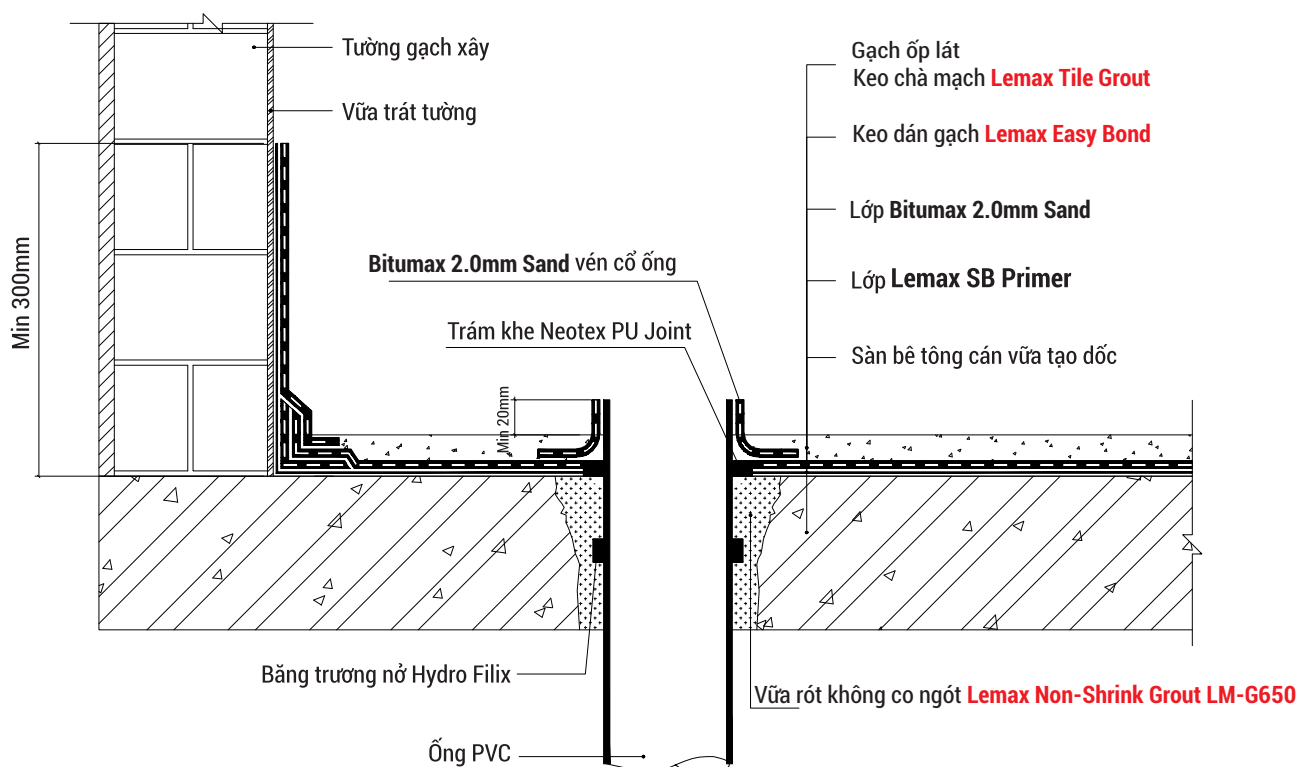 Tường gạch xây
Vữa trát tường
Min 300mm
Bitumax 2.0mm Sand vén cổ ống
Trám khe Neotex PU Joint
Min 20mm
Gạch ốp lát
Keo chà mạch Lemax Tile Grout
Keo dán gạch Lemax Easy Bond
Lớp Bitumax 2.0mm Sand
Lớp Lemax SB Primer
Sàn bê tông cán vữa tạo dốc
Băng trương nở Hydro Filix
Vữa rót không co ngót Lemax Non-Shrink Grout LM-G650
Ống PVC